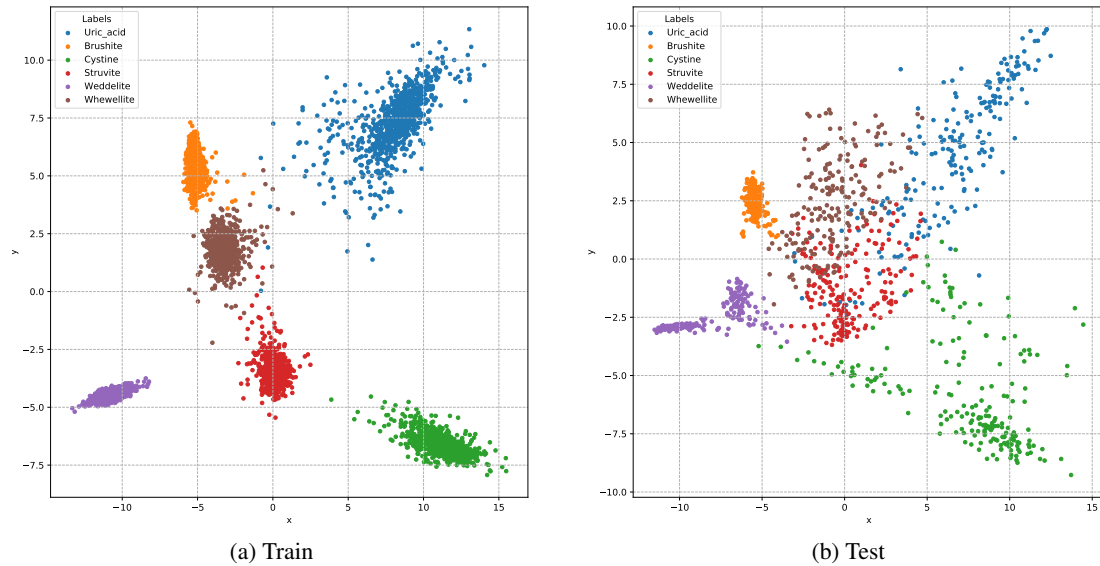 Labels
Uric_acid
Brushite
Cystine
Struvite
Weddelite
Whewellite
10.0
7.5
5.0
2.5
0.0
−2.5
−5.0
−7.5
y
−10
−5
0
5
10
15
x
(a) Train
Labels
Uric_acid
Brushite
Cystine
Struvite
Weddelite
Whewellite
10.0
7.5
5.0
2.5
0.0
−2.5
−5.0
−7.5
−10.0
y
−10
−5
0
5
10
15
x
(b) Test